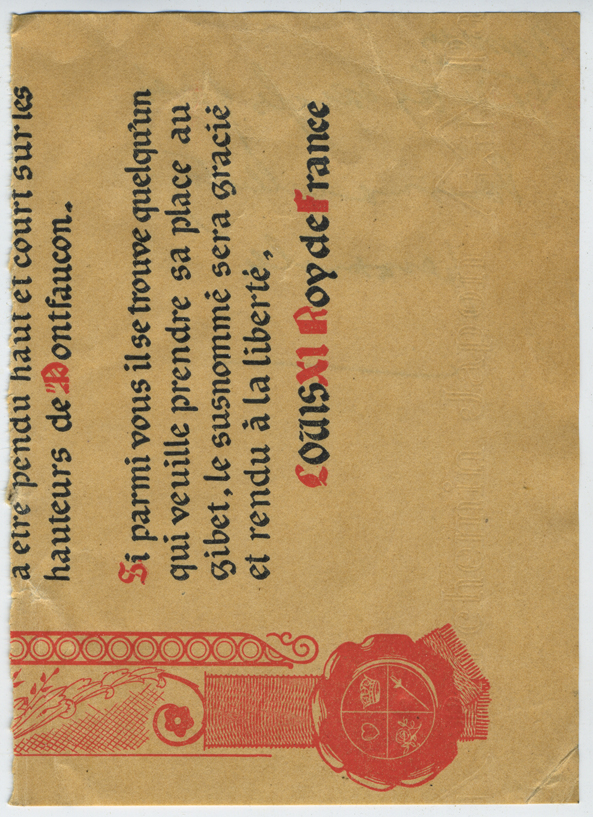 a etre pendu haut et court sur les
hauteurs de Montfaucon..
Si parmi vous il se trouve quelqu'un
qui veuille prendre sa place au
gibet, le susnommé sera gracié
et rendu à la liberté,
Louis XI Roy de France